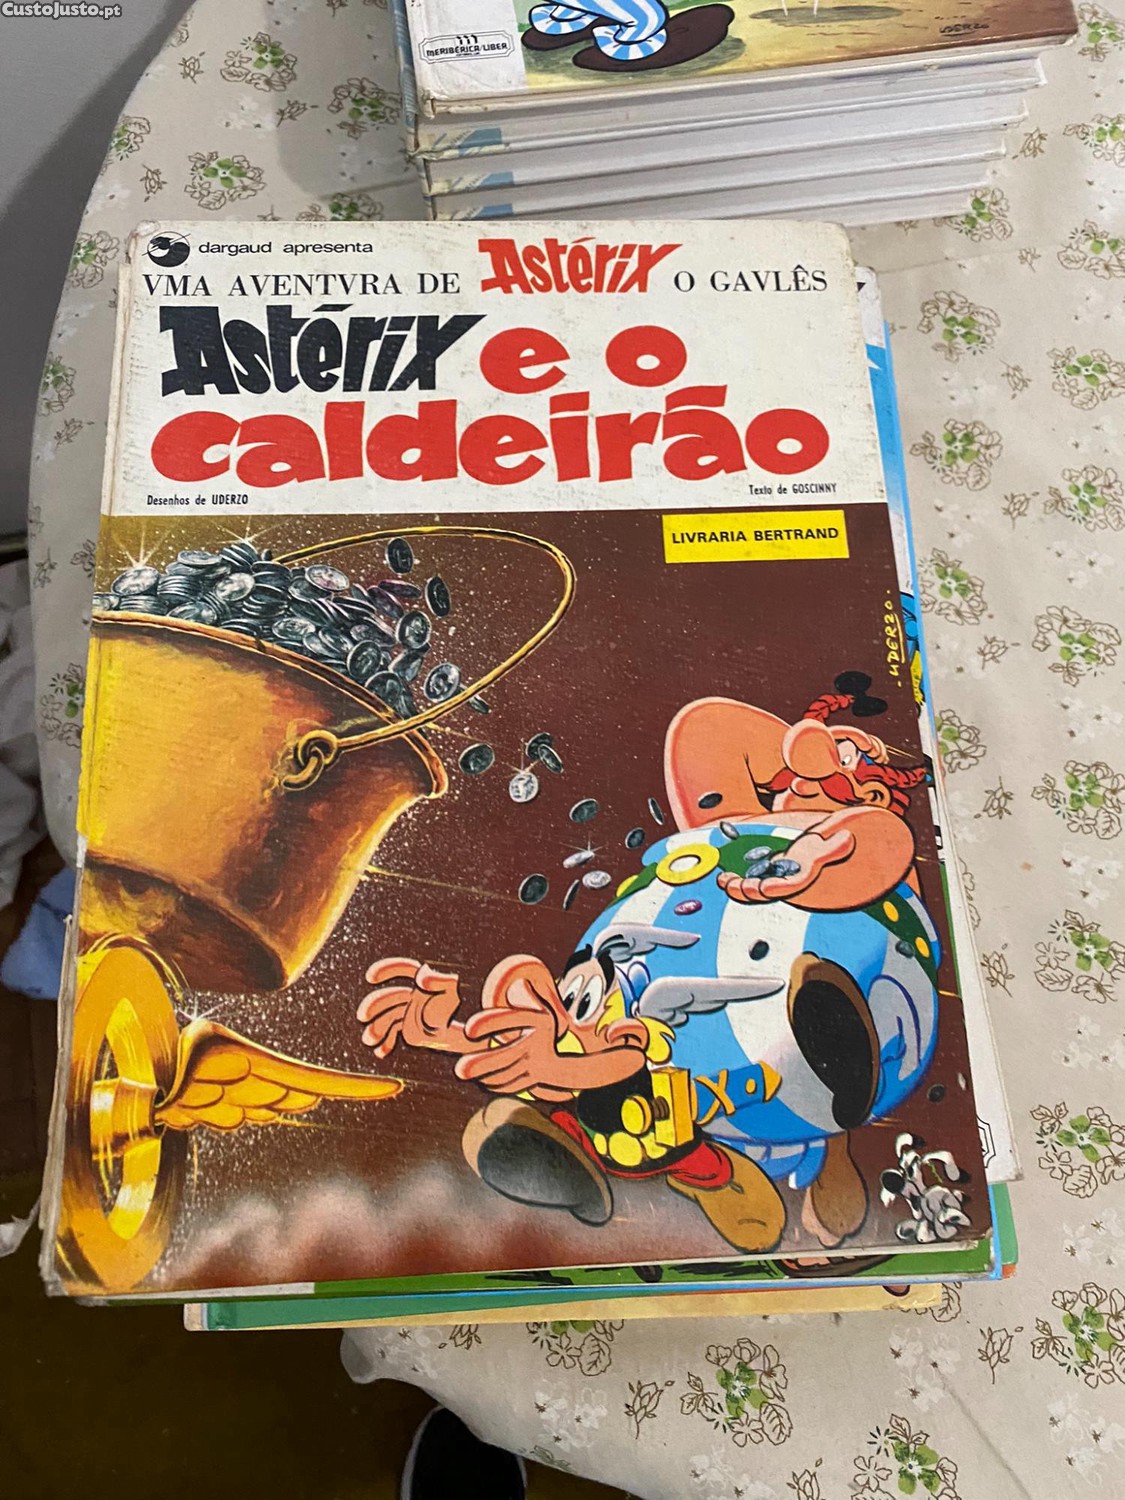 CustoJusto.pt
MERIBÉRICA/LIBER
UDERZO
dargaud apresenta
VMA AVENTVRA DE Astérix O GAVLÊS
Astérix e o
caldeirão
Desenhos de UDERZO
Texto de GOSCINNY
LIVRARIA BERTRAND
UDERZO